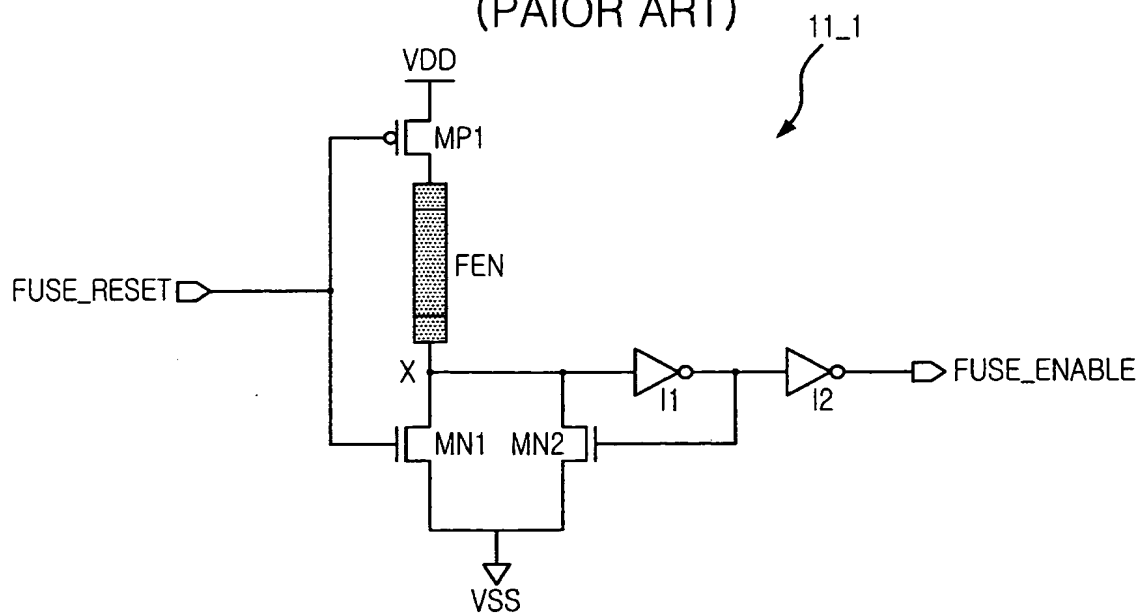 (PAIOR ART)
11_1
VDD
MP1
FEN
FUSE_RESET
X
I1
I2
FUSE_ENABLE
MN1
MN2
VSS